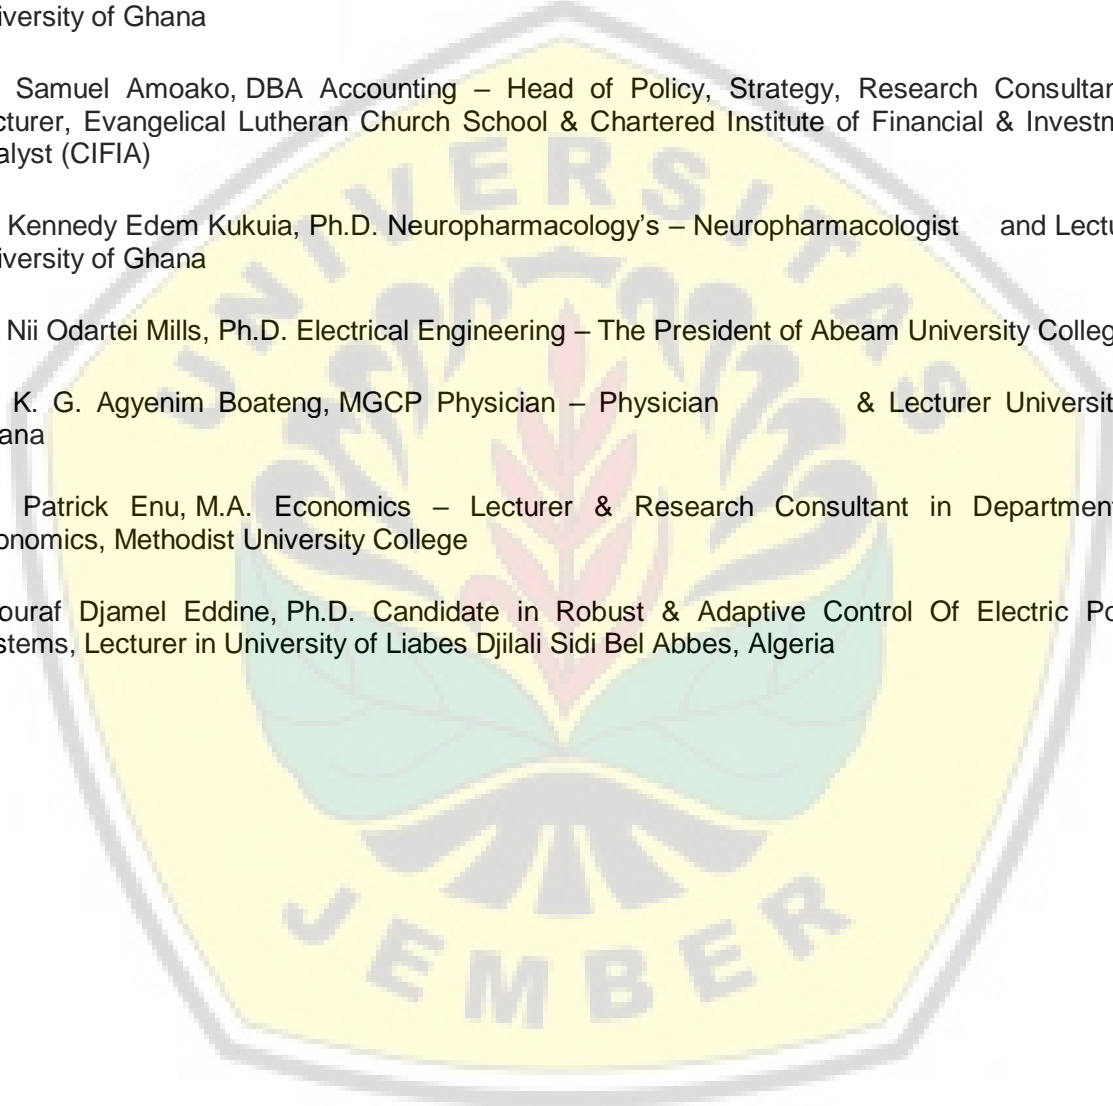 iversity of Ghana
Samuel Amoako, DBA Accounting – Head of Policy, Strategy, Research Consultan
cturer, Evangelical Lutheran Church School & Chartered Institute of Financial & Investm
alyst (CIFIA)
UNIVERSITAS
Kennedy Edem Kukuia, Ph.D. Neuropharmacology's – Neuropharmacologist and Lectu
iversity of Ghana
Nii Odartei Mills, Ph.D. Electrical Engineering – The President of Abeam University Colleg
K. G. Agyenim Boateng, MGCP Physician – Physician & Lecturer Universit
ana
Patrick Enu, M.A. Economics – Lecturer & Research Consultant in Department
onomics, Methodist University College
ouraf Djamel Eddine, Ph.D. Candidate in Robust & Adaptive Control Of Electric Po
stems, Lecturer in University of Liabes Djilali Sidi Bel Abbes, Algeria
JEMBER